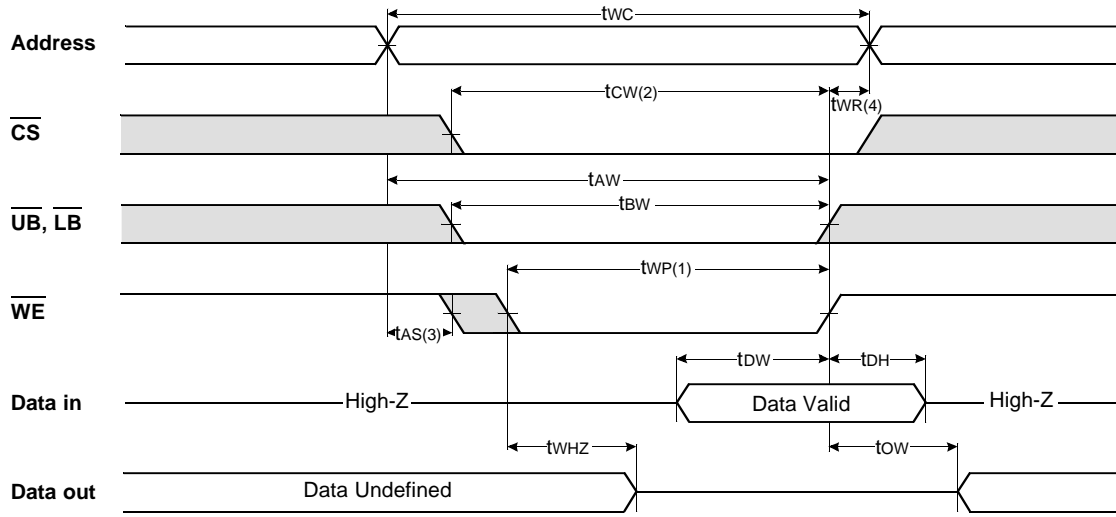 tWC
Address
tCW(2)
tWR(4)
CS
tAW
tBW
UB, LB
tWP(1)
WE
tAS(3)
tDW
tDH
Data in
High-Z
Data Valid
High-Z
tWHZ
tOW
Data out
Data Undefined